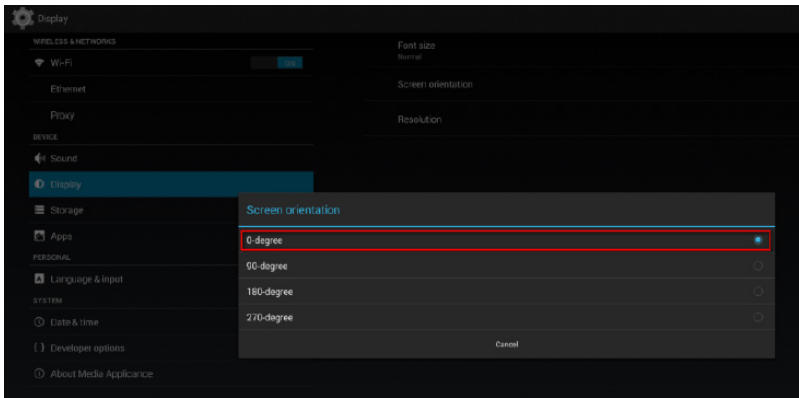 Display
WIRELESS & NETWORKS
Wi-Fi
ON
Ethernet
Proxy
DEVICE
Sound
Display
Storage
Apps
PERSONAL
Language & input
SYSTEM
Date & time
Developer options
About Media Applicance
Font size
Normal
Screen orientation
Resolution
Screen orientation
0-degree
90-degree
180-degree
270-degree
Cancel